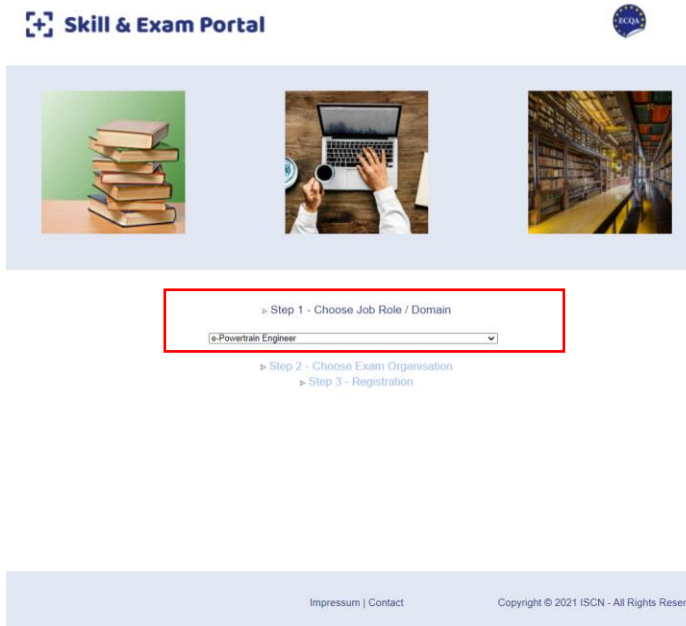 [+] Skill & Exam Portal
ECQA
Step 1 - Choose Job Role / Domain
e-Powertrain Engineer
Step 2 - Choose Exam Organisation
Step 3 - Registration
Impressum | Contact
Copyright © 2021 ISCN - All Rights Reser